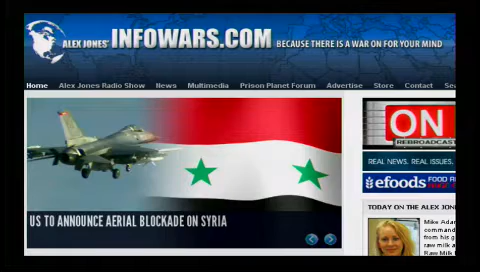 ALEX JONES' INFOWARS.COM BECAUSE THERE IS A WAR ON FOR YOUR MIND
Home Alex Jones Radio Show News Multimedia Prison Planet Forum Advertise Store Contact
ON
REBROADCAST
REAL NEWS. REAL ISSUES.
efoods
US TO ANNOUNCE AERIAL BLOCKADE ON SYRIA
TODAY ON THE ALEX JON
Mike Adam
command
from his g
raw milk a
Raw Milk